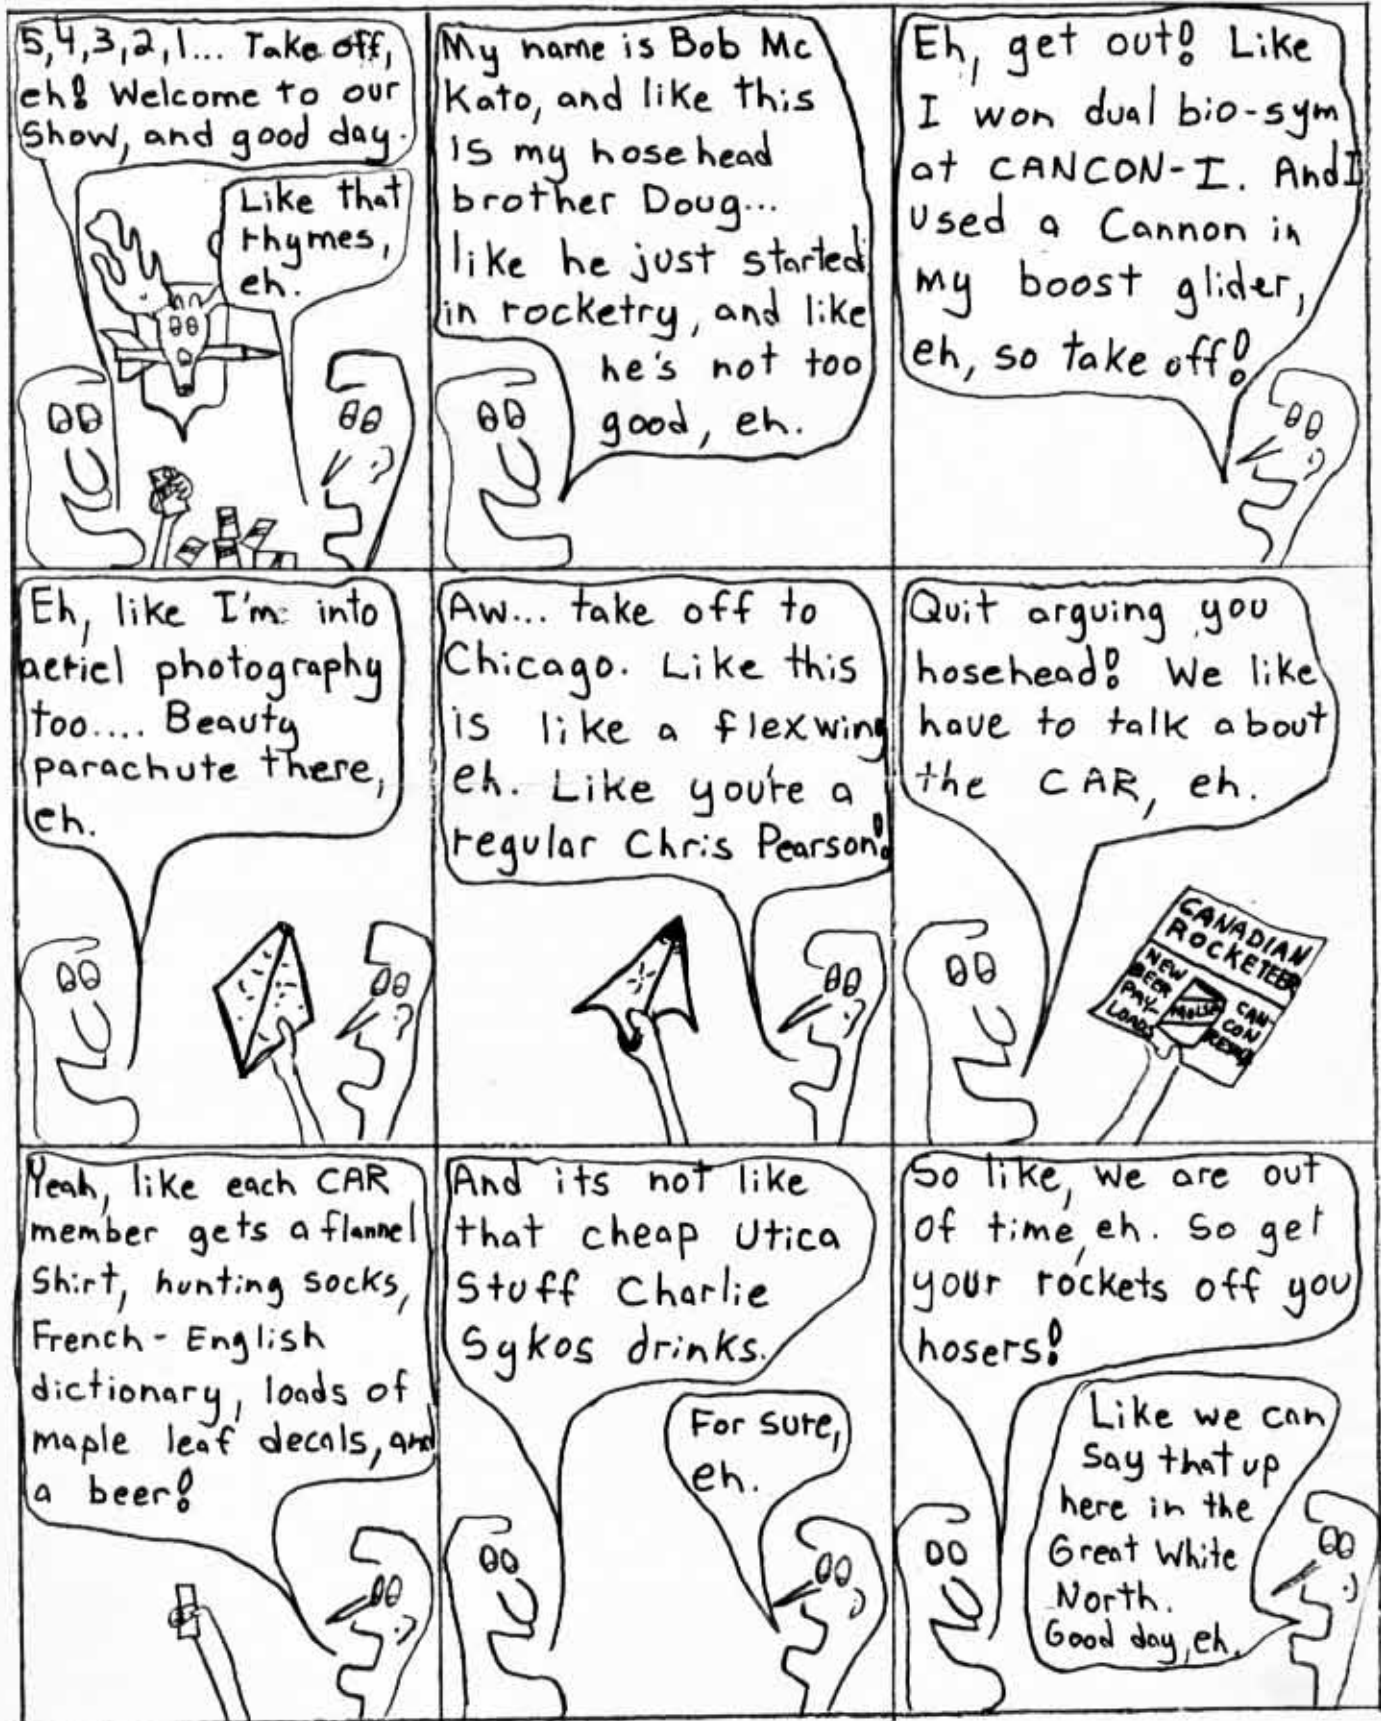 5,4,3,2,1... Take off,
eh! Welcome to our
Show, and good day.
Like that
rhymes,
eh.
My name is Bob Mc
Kato, and like this
is my hosehead
brother Doug...
like he just started
in rocketry, and like
he's not too
good, eh.
Eh, get out! Like
I won dual bio-sym
at CANCON-I. And I
used a Cannon in
my boost glider,
eh, so take off!
Eh, like I'm into
aeriel photography
too.... Beauty
parachute there,
eh.
Aw... take off to
Chicago. Like this
is like a flexwing
eh. Like you're a
regular Chris Pearson!
Quit arguing you
hosehead! We like
have to talk about
the CAR, eh.
CANADIAN
ROCKETEER
NEW
BEER
PAY-
LOADS
CAN-
CON
Yeah, like each CAR
member gets a flannel
Shirt, hunting socks,
French-English
dictionary, loads of
maple leaf decals, and
a beer!
And its not like
that cheap Utica
Stuff Charlie
Sykos drinks.
For sure,
eh.
So like, we are out
of time, eh. So get
your rockets off you
hosers!
Like we can
say that up
here in the
Great White
North.
Good day, eh.